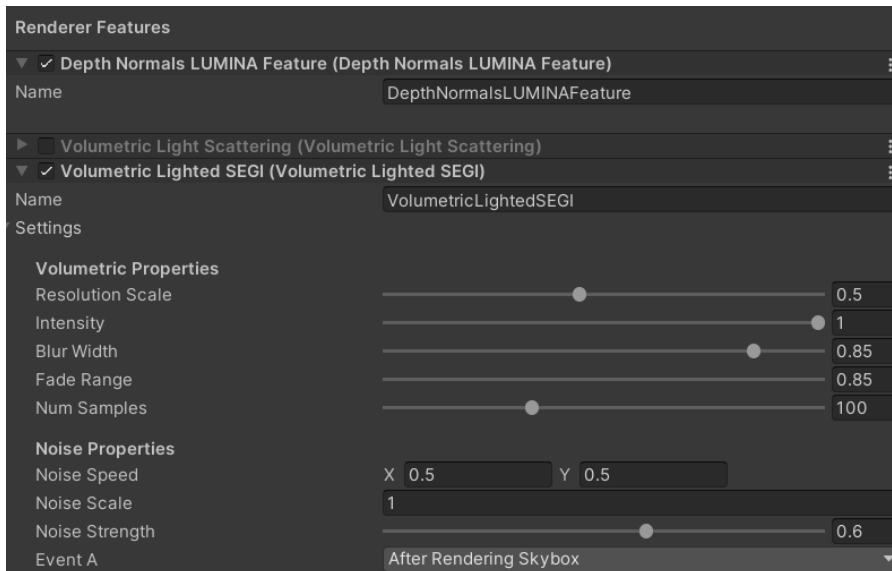 Renderer Features
Depth Normals LUMINA Feature (Depth Normals LUMINA Feature)
Name DepthNormalsLUMINAFeature
Volumetric Light Scattering (Volumetric Light Scattering)
Volumetric Lighted SEGI (Volumetric Lighted SEGI)
Name VolumetricLightedSEGI
Settings
Volumetric Properties
Resolution Scale 0.5
Intensity 1
Blur Width 0.85
Fade Range 0.85
Num Samples 100
Noise Properties
Noise Speed X 0.5 Y 0.5
Noise Scale 1
Noise Strength 0.6
Event A After Rendering Skybox